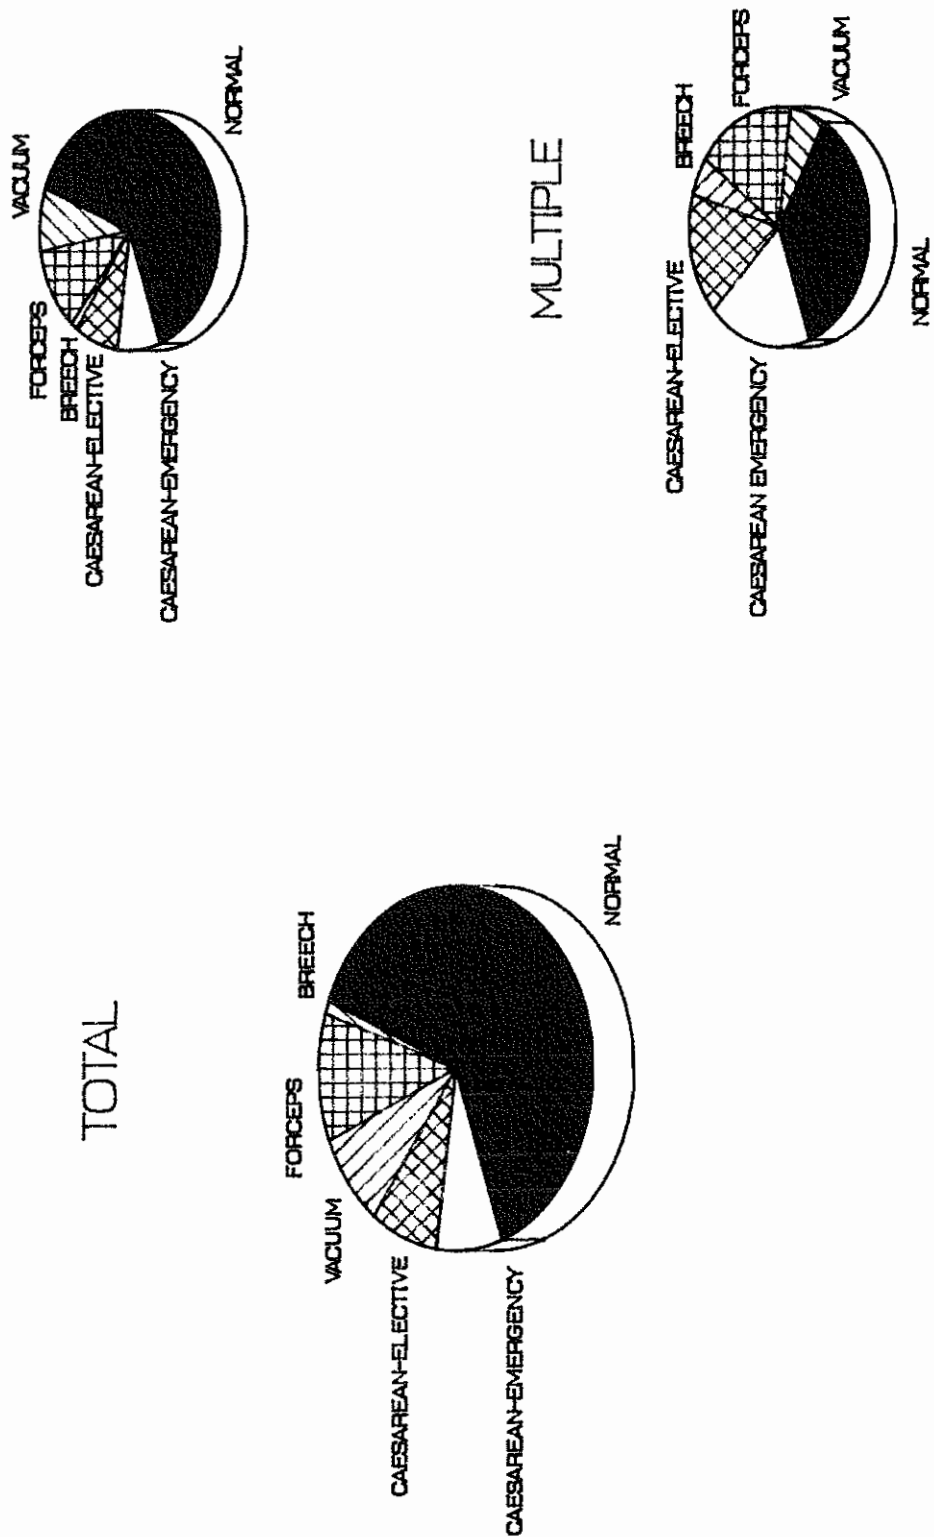 TOTAL
BREECH
FORCEPS
VACUUM
CAESAREAN-ELECTIVE
CAESAREAN-EMERGENCY
NORMAL
VACUUM
FORCEPS
BREECH
CAESAREAN-ELECTIVE
CAESAREAN-EMERGENCY
NORMAL
MULTIPLE
BREECH
FORCEPS
VACUUM
CAESAREAN-ELECTIVE
CAESAREAN EMERGENCY
NORMAL